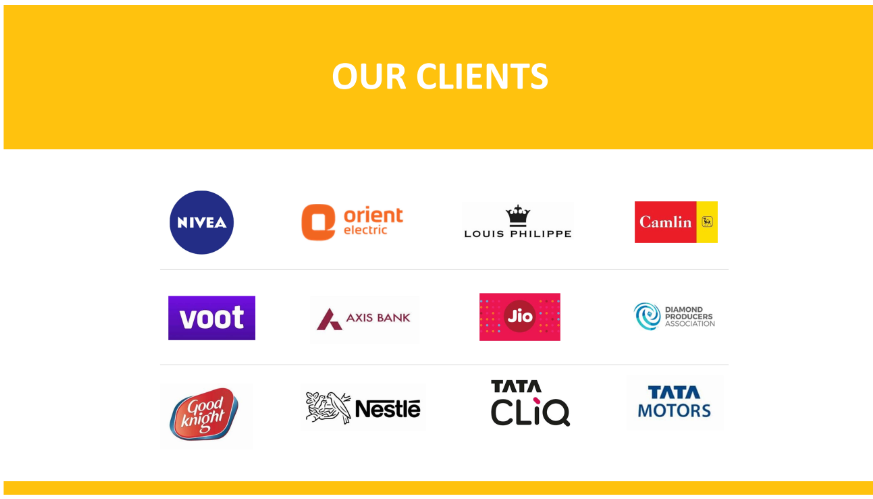 OUR CLIENTS
NIVEA
orient
electric
LOUIS PHILIPPE
Camlin
voot
AXIS BANK
Jio
DIAMOND
PRODUCERS
ASSOCIATION
Good
knight
Nestlé
TATA
CLiQ
TATA
MOTORS